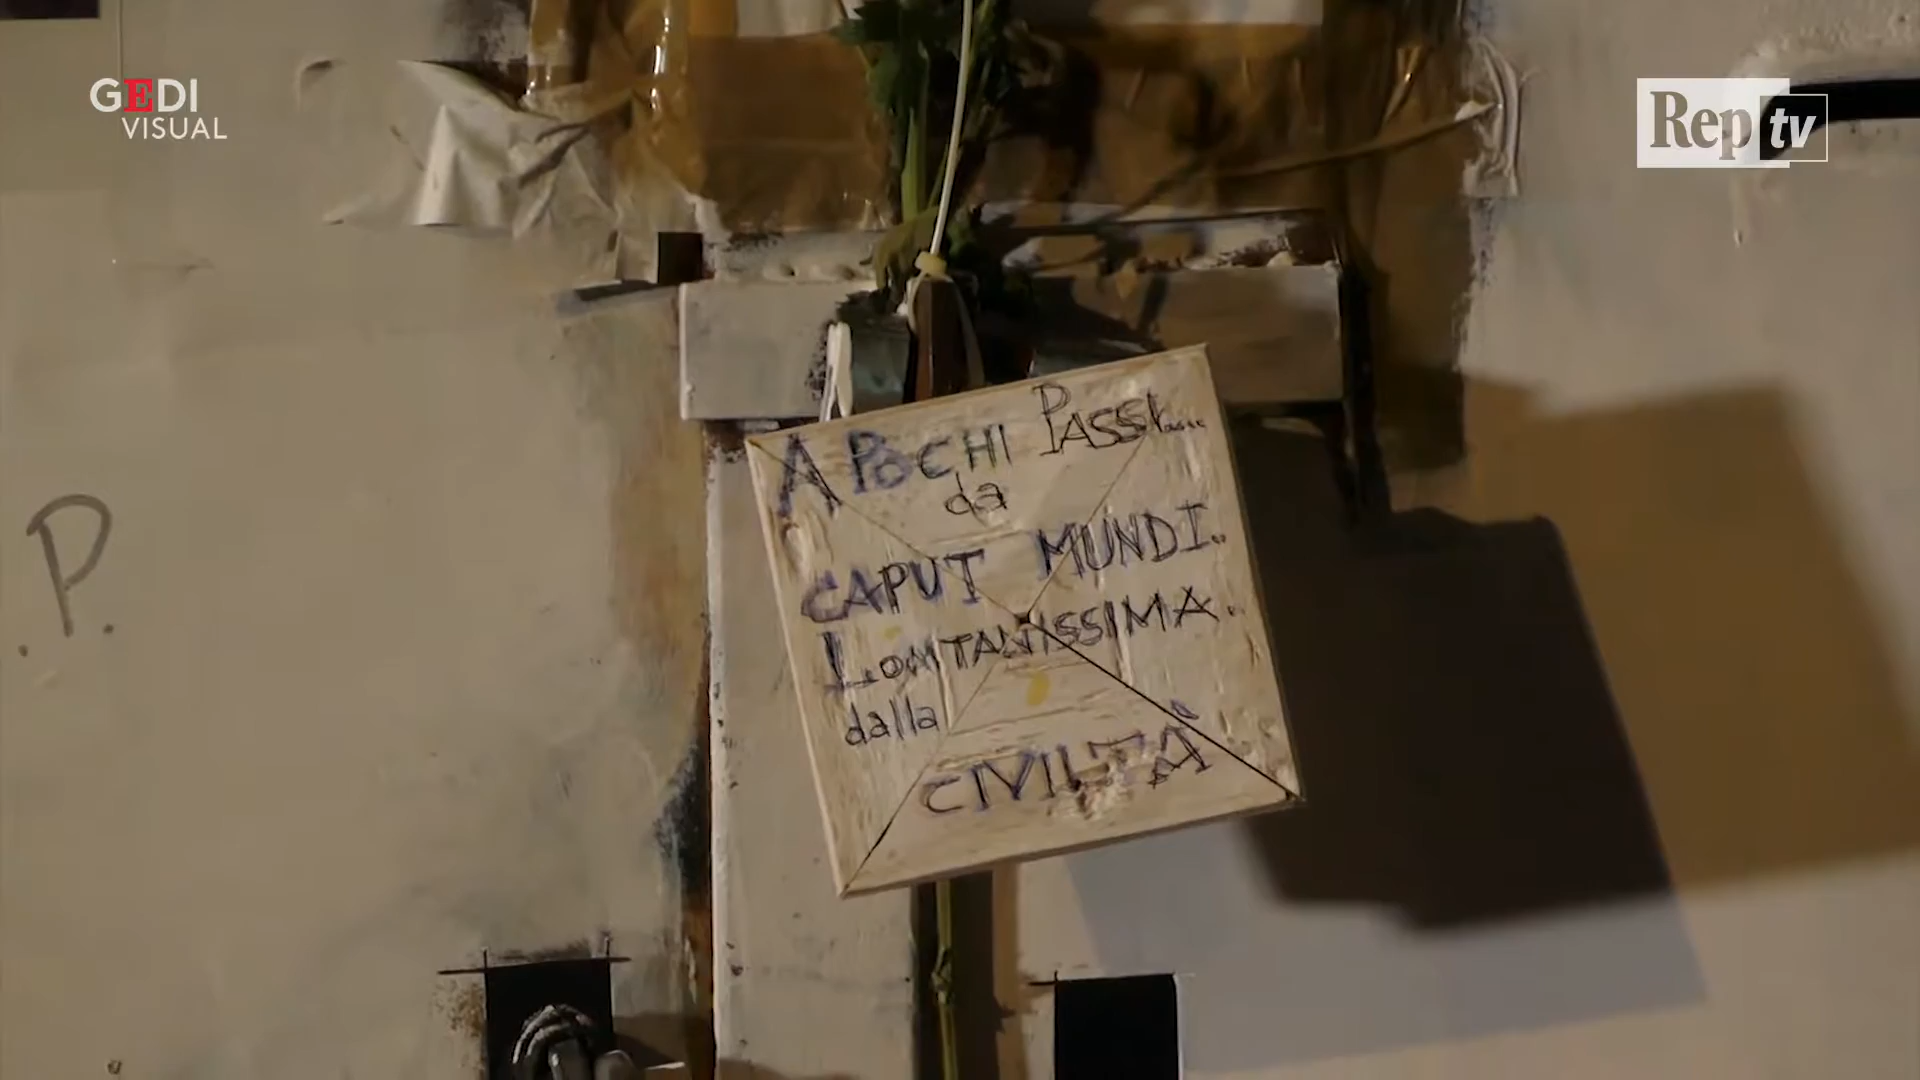 GEDI
VISUAL
Rep tv
A POCHI PASSI....
da
CAPUT MUNDI..
LONTANISSIMA..
dalla
CIVILTÀ
.P.